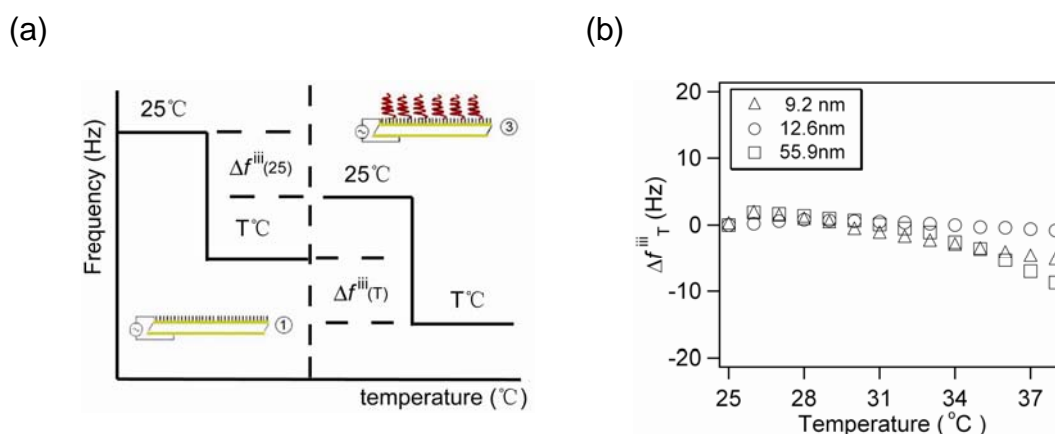 (a)
25℃
Δf ⁱⁱⁱ(25)
25℃
T℃
Δf ⁱⁱⁱ(T)
T℃
①
③
Frequency (Hz)
temperature (℃)
(b)
20
10
0
-10
-20
Δf ⁱⁱⁱT (Hz)
9.2 nm
12.6nm
55.9nm
25
28
31
34
37
Temperature (°C)